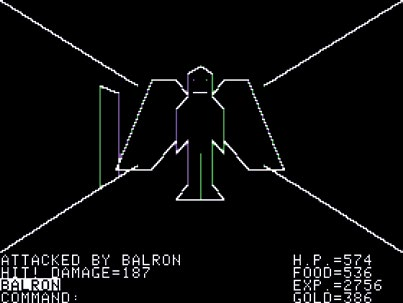 ATTACKED BY BALRON
HIT! DAMAGE=187
BALRON
COMMAND:
H.P.=574
FOOD=536
EXP.=2756
GOLD=386